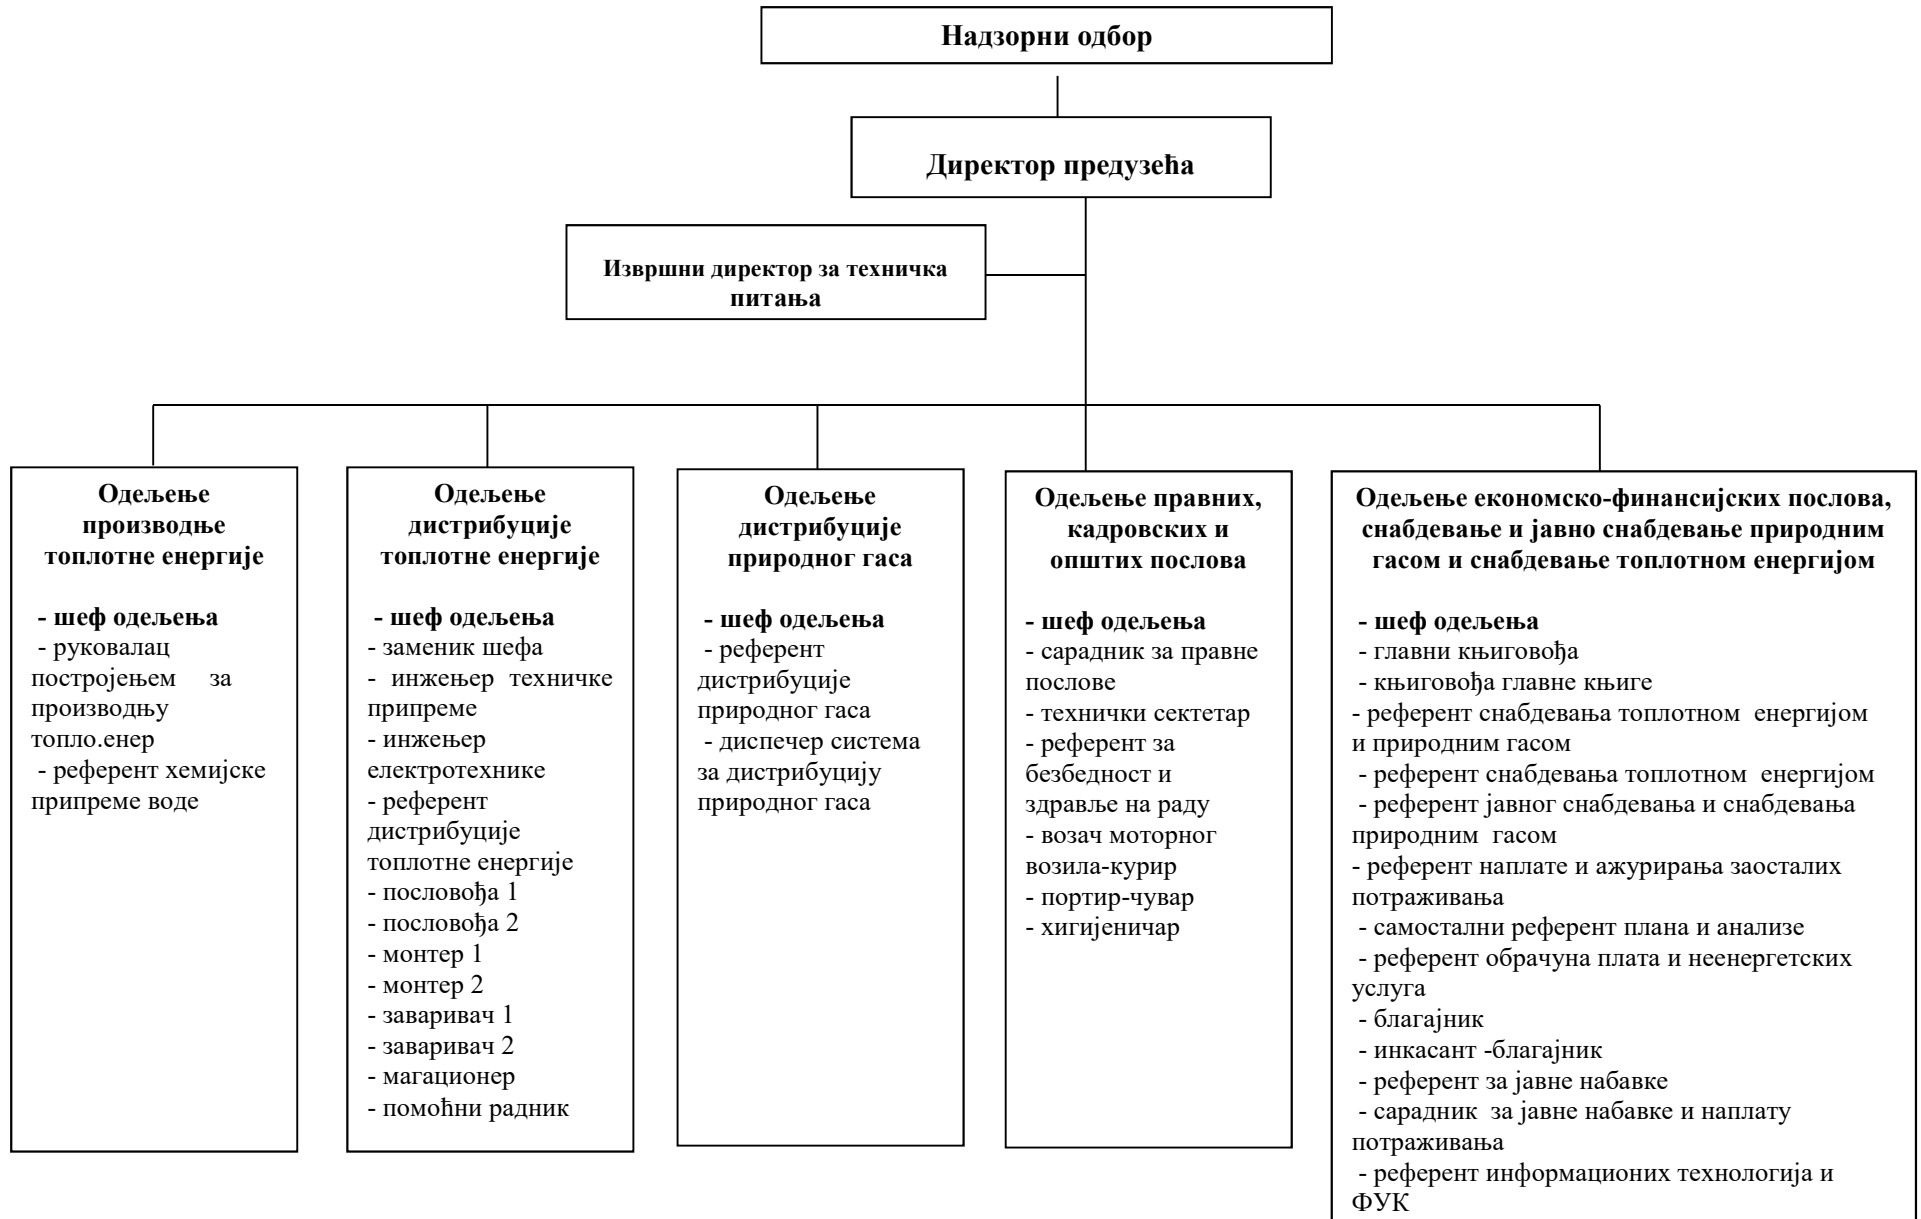 Надзорни одбор
Директор предузећа
Извршни директор за техничка
питања
Одељење
производње
топлотне енергије
- шеф одељења
- руковалац
постројењем за
производњу
топло.енер
- референт хемијске
припреме воде
Одељење
дистрибуције
топлотне енергије
- шеф одељења
- заменик шефа
- инжењер техничке
припреме
- инжењер
електротехнике
- референт
дистрибуције
топлотне енергије
- пословођа 1
- пословођа 2
- монтер 1
- монтер 2
- заваривач 1
- заваривач 2
- магационер
- помоћни радник
Одељење
дистрибуције
природног гаса
- шеф одељења
- референт
дистрибуције
природног гаса
- диспечер система
за дистрибуцију
природног гаса
Одељење правних,
кадровских и
општих послова
- шеф одељења
- сарадник за правне
послове
- технички сектетар
- референт за
безбедност и
здравље на раду
- возач моторног
возила-курир
- портир-чувар
- хигијеничар
Одељење економско-финансијских послова,
снабдевање и јавно снабдевање природним
гасом и снабдевање топлотном енергијом
- шеф одељења
- главни књиговођа
- књиговођа главне књиге
- референт снабдевања топлотном енергијом
и природним гасом
- референт снабдевања топлотном енергијом
- референт јавног снабдевања и снабдевања
природним гасом
- референт наплате и ажурирања заосталих
потраживања
- самостални референт плана и анализе
- референт обрачуна плата и неенергетских
услуга
- благајник
- инкасант -благајник
- референт за јавне набавке
- сарадник за јавне набавке и наплату
потраживања
- референт информационих технологија и
ФУК